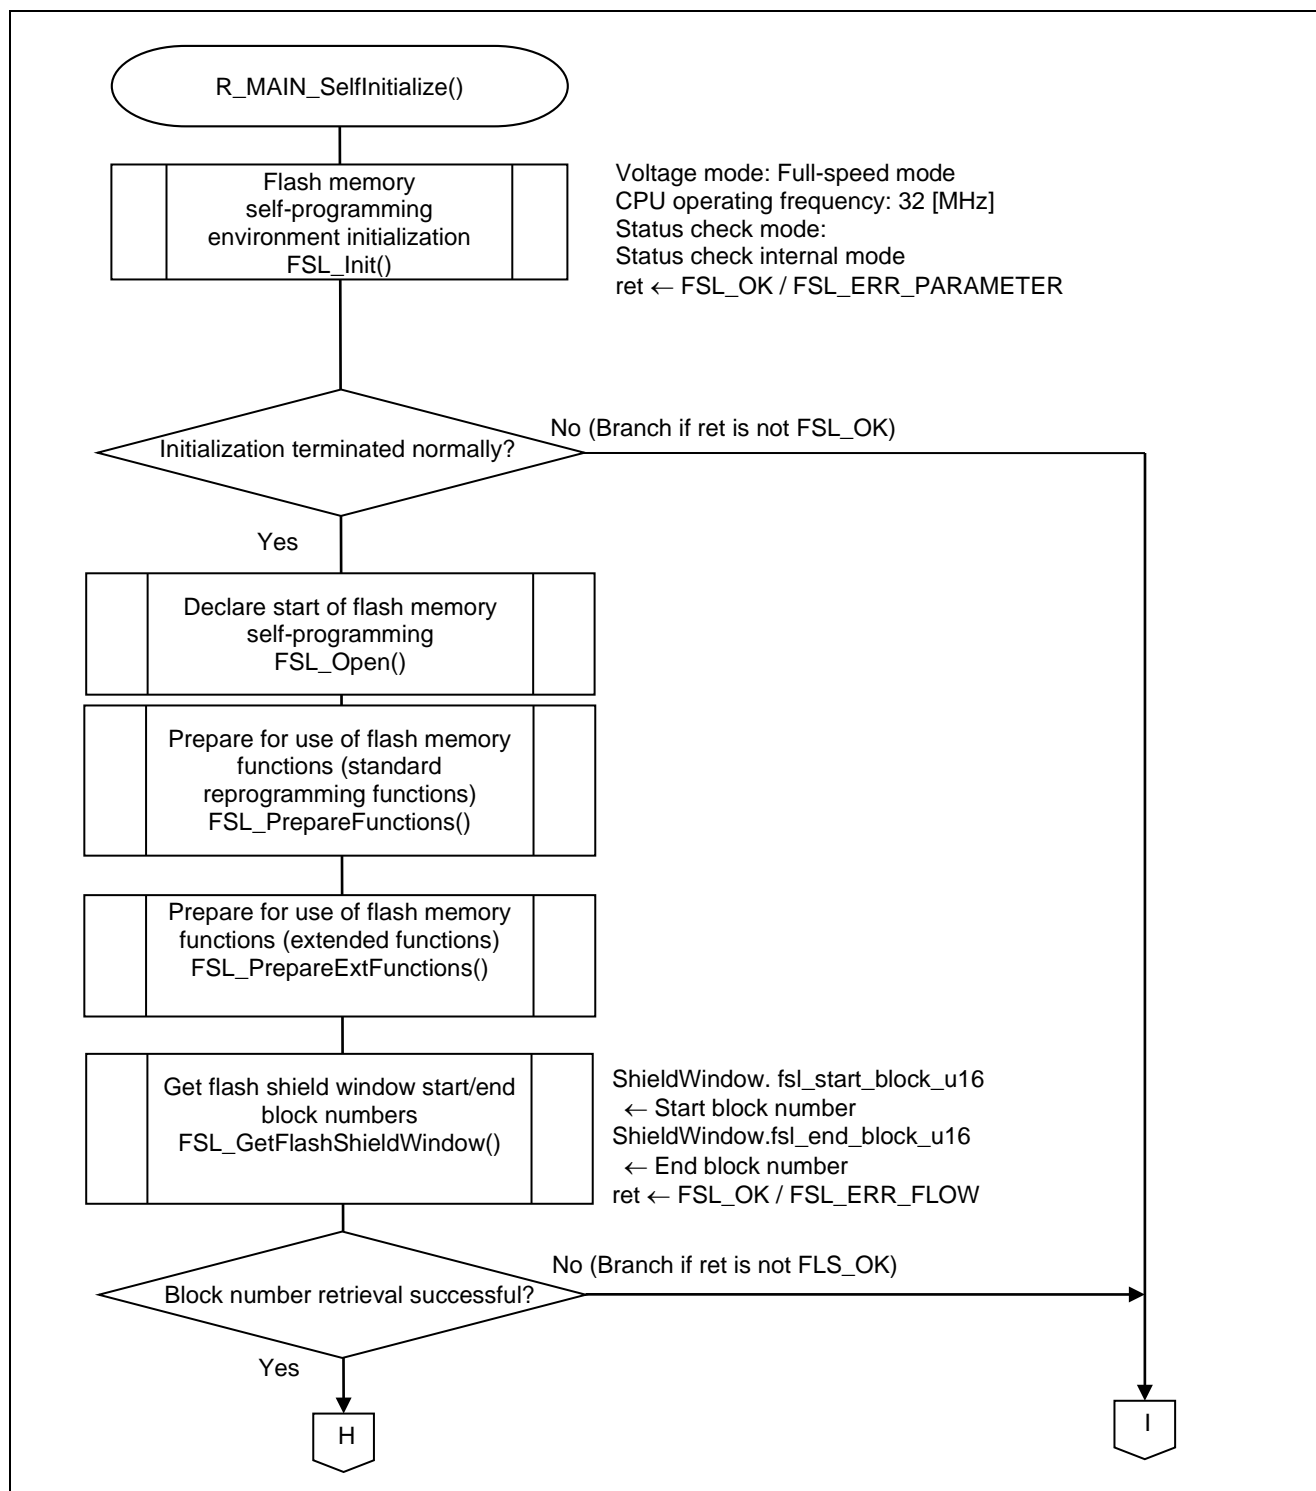 R_MAIN_SelfInitialize()
Flash memory
self-programming
environment initialization
FSL_Init()
Voltage mode: Full-speed mode
CPU operating frequency: 32 [MHz]
Status check mode:
Status check internal mode
ret ← FSL_OK / FSL_ERR_PARAMETER
Initialization terminated normally?
No (Branch if ret is not FSL_OK)
Yes
Declare start of flash memory
self-programming
FSL_Open()
Prepare for use of flash memory
functions (standard
reprogramming functions)
FSL_PrepareFunctions()
Prepare for use of flash memory
functions (extended functions)
FSL_PrepareExtFunctions()
Get flash shield window start/end
block numbers
FSL_GetFlashShieldWindow()
ShieldWindow. fsl_start_block_u16
← Start block number
ShieldWindow.fsl_end_block_u16
← End block number
ret ← FSL_OK / FSL_ERR_FLOW
Block number retrieval successful?
No (Branch if ret is not FLS_OK)
Yes
H
I